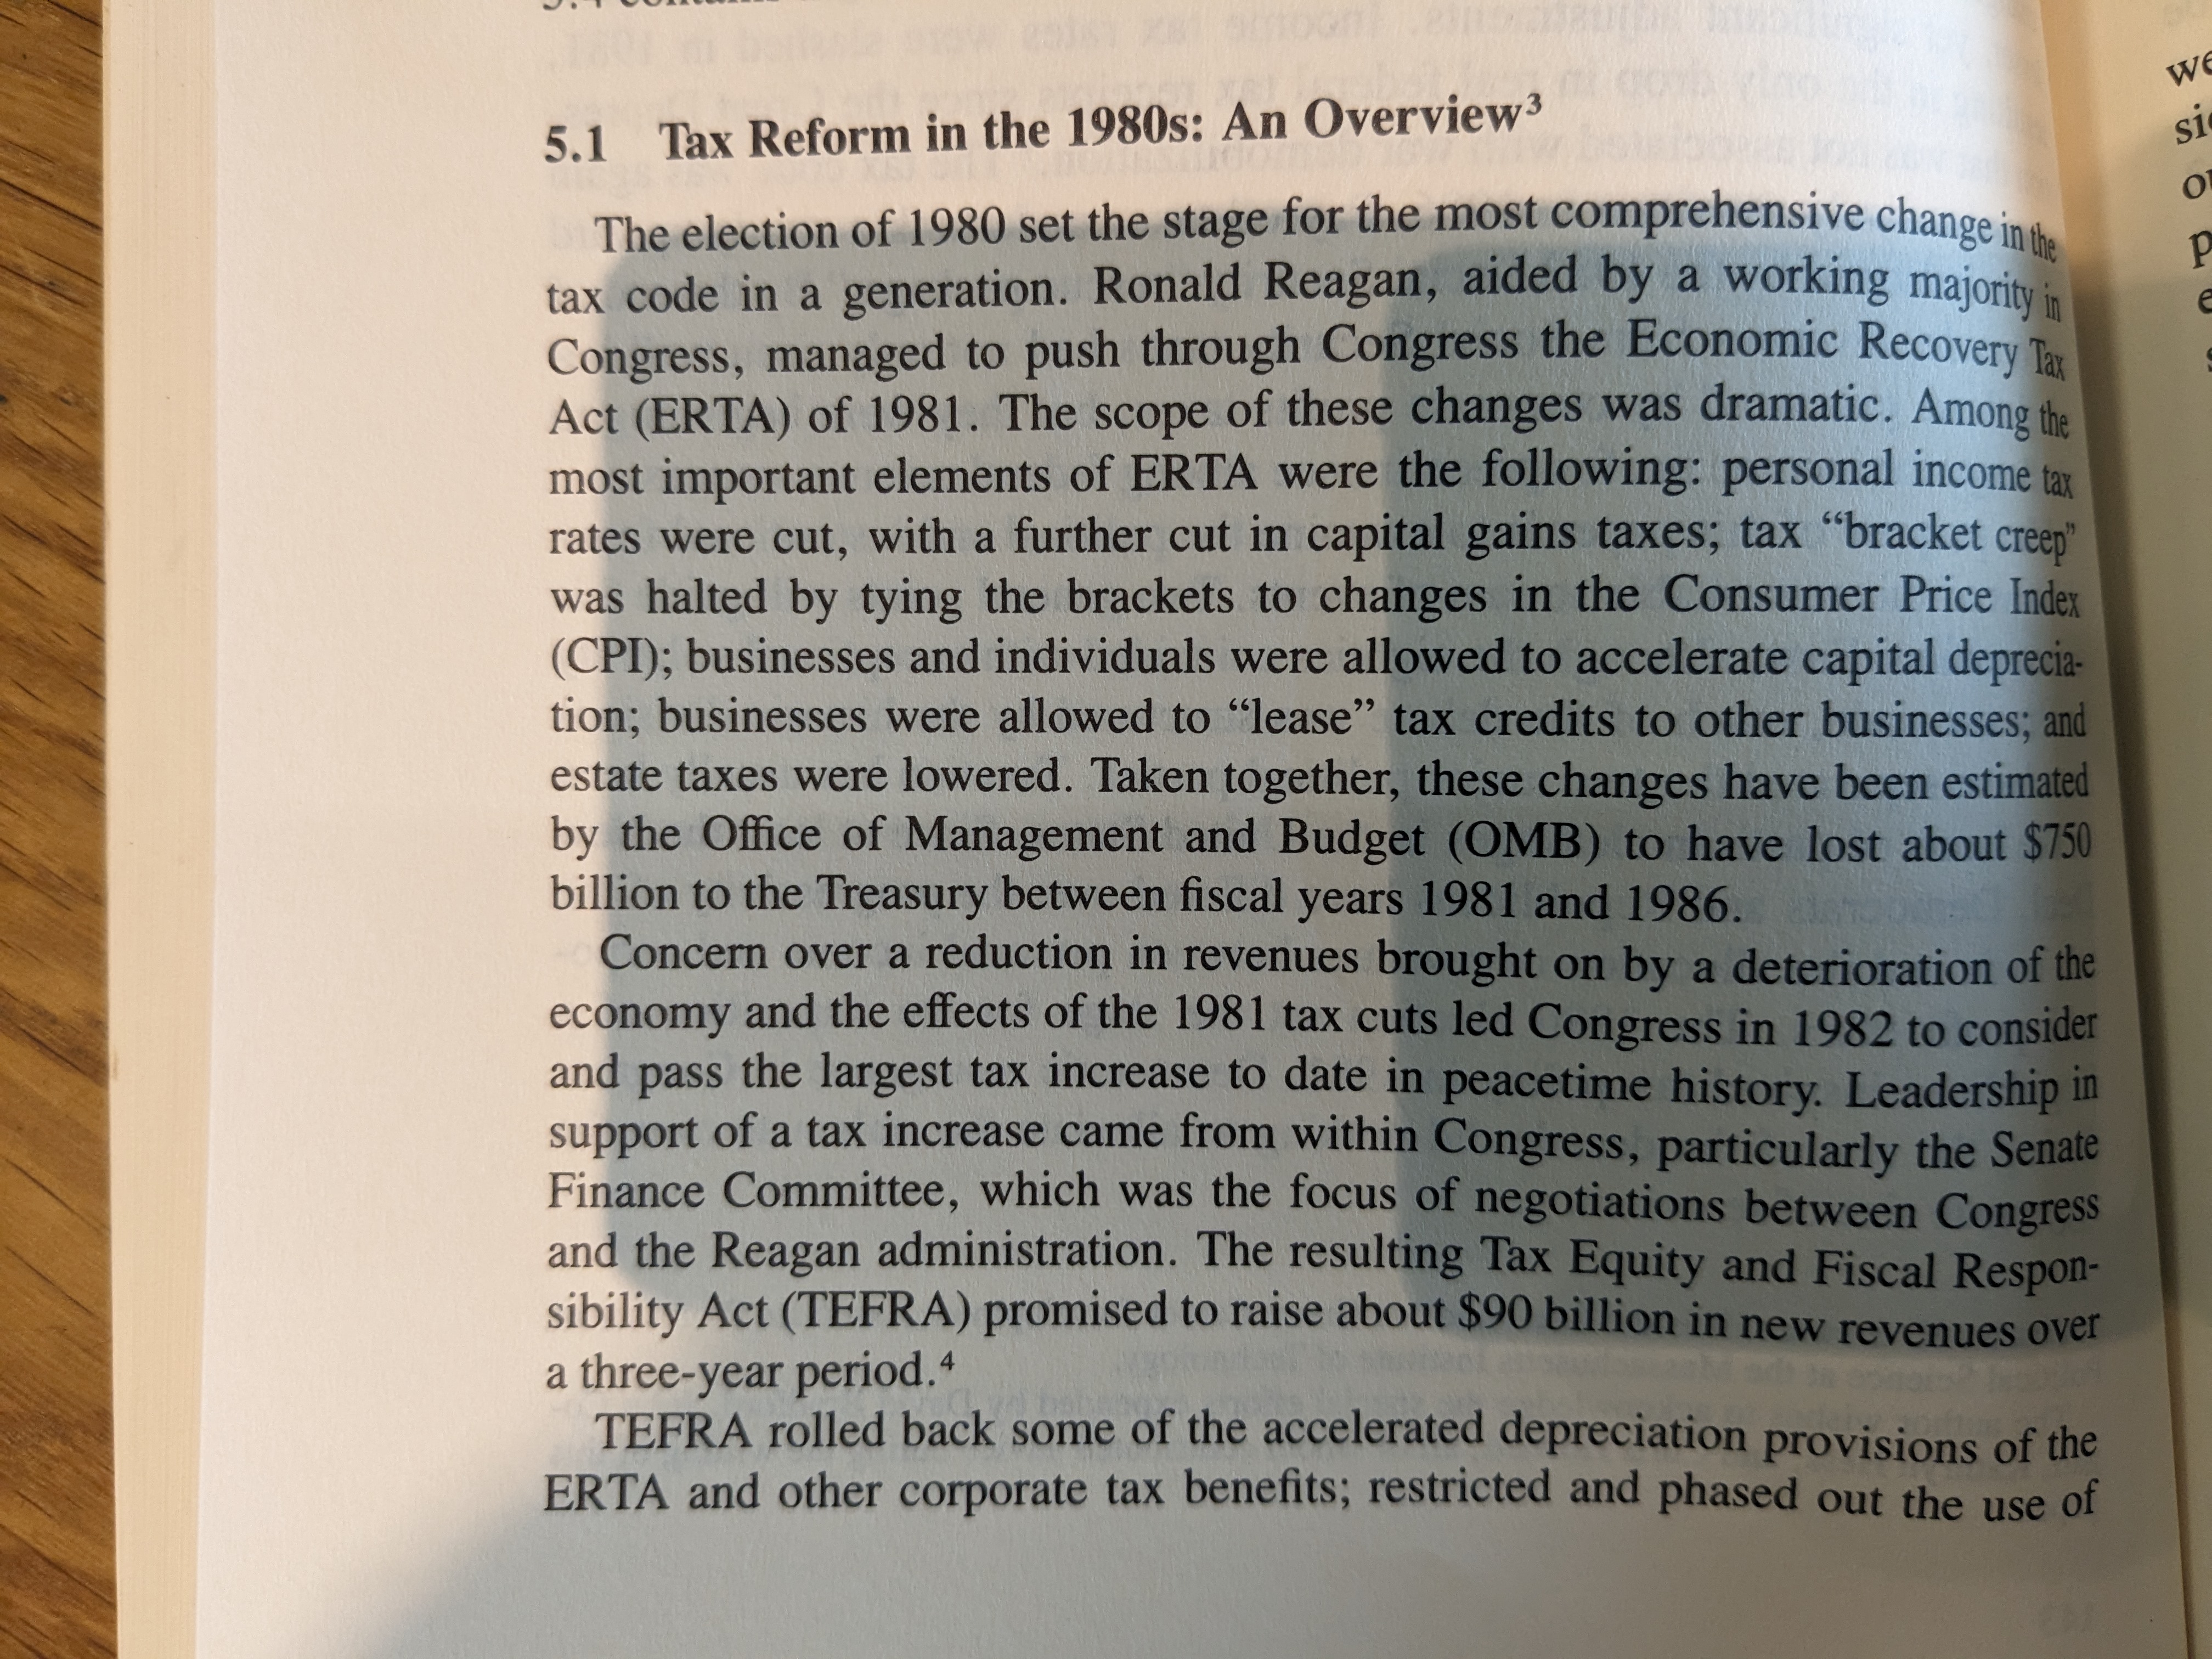 5.1 Tax Reform in the 1980s: An Overview³
The election of 1980 set the stage for the most comprehensive change in the
tax code in a generation. Ronald Reagan, aided by a working majority in
Congress, managed to push through Congress the Economic Recovery Tax
Act (ERTA) of 1981. The scope of these changes was dramatic. Among the
most important elements of ERTA were the following: personal income tax
rates were cut, with a further cut in capital gains taxes; tax “bracket creep”
was halted by tying the brackets to changes in the Consumer Price Index
(CPI); businesses and individuals were allowed to accelerate capital deprecia-
tion; businesses were allowed to “lease” tax credits to other businesses; and
estate taxes were lowered. Taken together, these changes have been estimated
by the Office of Management and Budget (OMB) to have lost about $750
billion to the Treasury between fiscal years 1981 and 1986.
Concern over a reduction in revenues brought on by a deterioration of the
economy and the effects of the 1981 tax cuts led Congress in 1982 to consider
and pass the largest tax increase to date in peacetime history. Leadership in
support of a tax increase came from within Congress, particularly the Senate
Finance Committee, which was the focus of negotiations between Congress
and the Reagan administration. The resulting Tax Equity and Fiscal Respon-
sibility Act (TEFRA) promised to raise about $90 billion in new revenues over
a three-year period.⁴
TEFRA rolled back some of the accelerated depreciation provisions of the
ERTA and other corporate tax benefits; restricted and phased out the use of